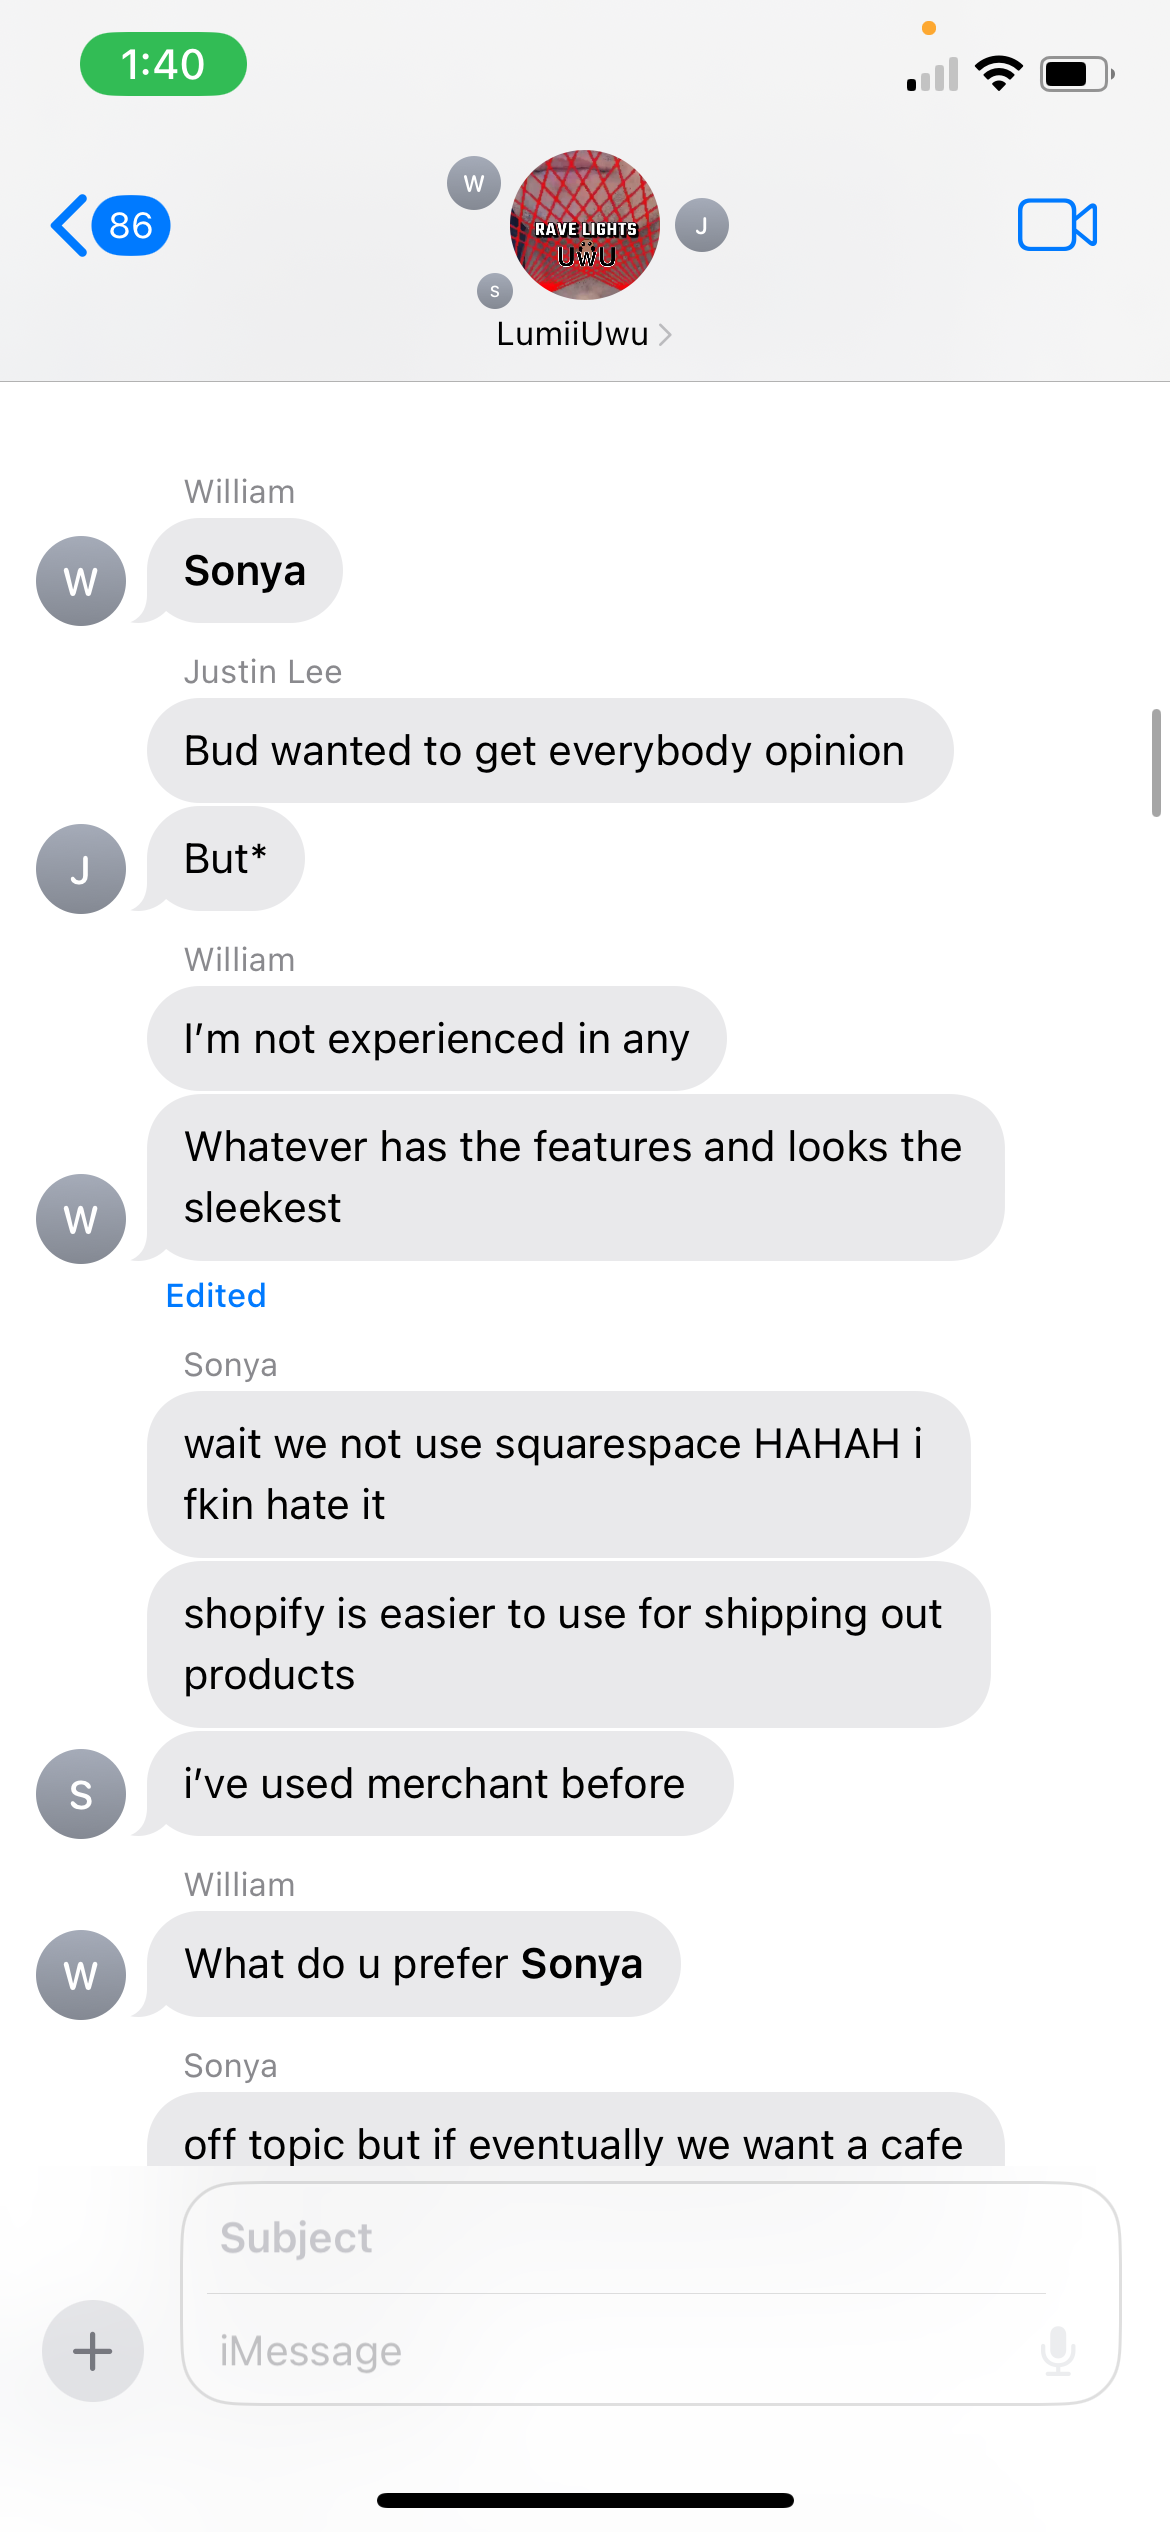 1:40
86
W
J
S
RAVE LIGHTS
UWU
LumiiUwu
William
W
Sonya
Justin Lee
Bud wanted to get everybody opinion
J
But*
William
I’m not experienced in any
Whatever has the features and looks the
sleekest
W
Edited
Sonya
wait we not use squarespace HAHAH i
fkin hate it
shopify is easier to use for shipping out
products
S
i’ve used merchant before
William
W
What do u prefer Sonya
Sonya
off topic but if eventually we want a cafe
Subject
iMessage